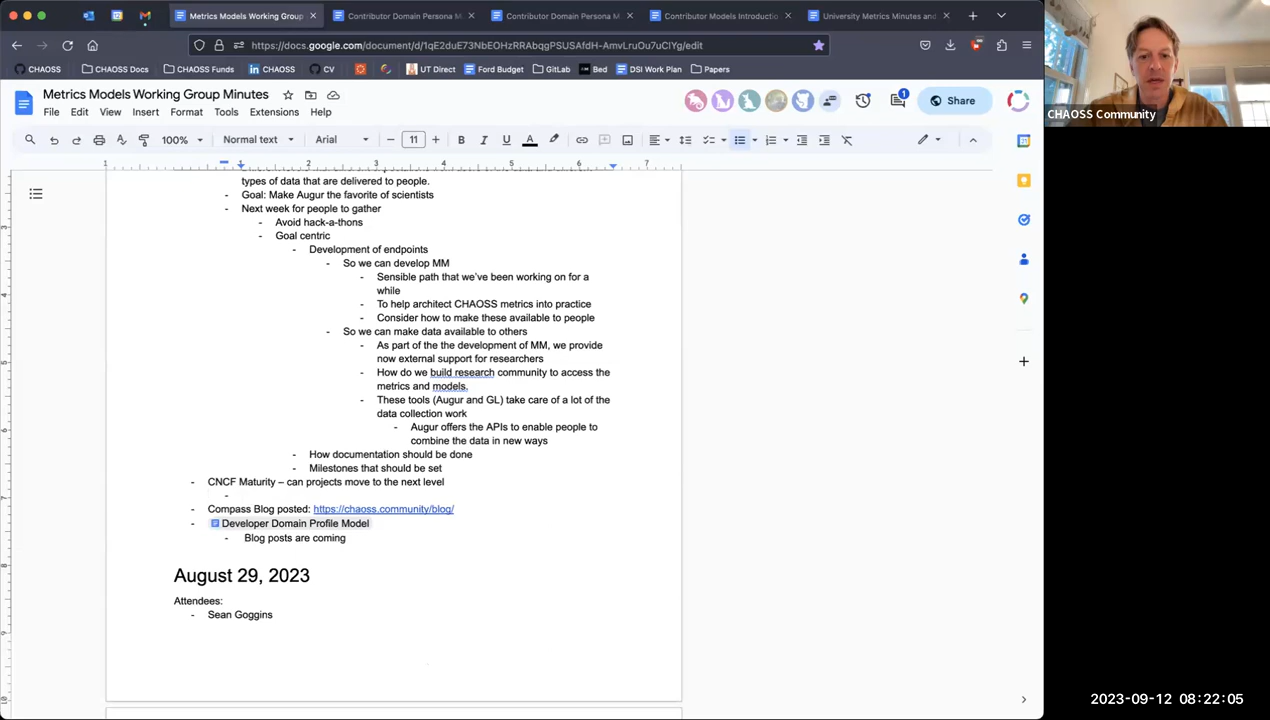 Metrics Models Working Group
Contributor Domain Persona M
Contributor Domain Persona M
Contributor Models Introductio
University Metrics Minutes and
https://docs.google.com/document/d/1qE2duE73NbEOHzRRAbqgPSUSAfdH-AmvLruOu7uClYg/edit
CHAOSS
CHAOSS Docs
CHAOSS Funds
CHAOSS
CV
UT Direct
Ford Budget
GitLab
Bed
DSI Work Plan
Papers
Metrics Models Working Group Minutes
File Edit View Insert Format Tools Extensions Help
1
Share
CHAOSS Community
100% Normal text Arial 11
1 1 2 3 4 5 6 7
types of data that are delivered to people.
- Goal: Make Augur the favorite of scientists
- Next week for people to gather
- Avoid hack-a-thons
- Goal centric
- Development of endpoints
- So we can develop MM
- Sensible path that we've been working on for a
while
- To help architect CHAOSS metrics into practice
- Consider how to make these available to people
- So we can make data available to others
- As part of the the development of MM, we provide
now external support for researchers
- How do we build research community to access the
metrics and models.
- These tools (Augur and GL) take care of a lot of the
data collection work
- Augur offers the APIs to enable people to
combine the data in new ways
- How documentation should be done
- Milestones that should be set
- CNCF Maturity – can projects move to the next level
-
- Compass Blog posted: https://chaoss.community/blog/
- Developer Domain Profile Model
- Blog posts are coming
August 29, 2023
Attendees:
- Sean Goggins
2023-09-12 08:22:05